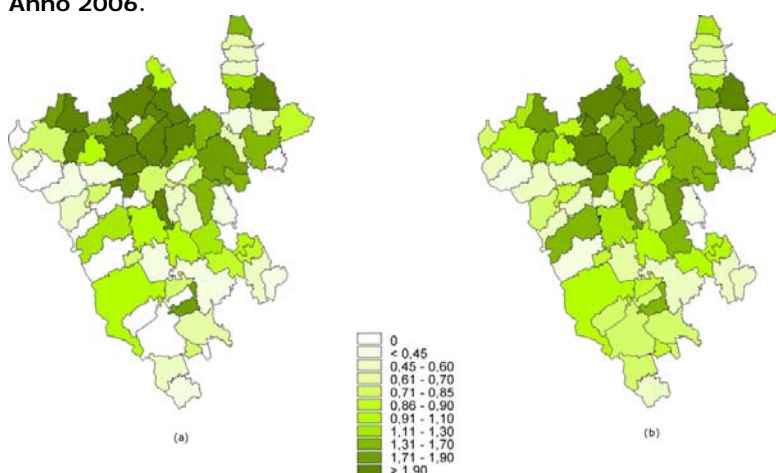 Anno 2006.
0
< 0,45
0,45 - 0,60
0,61 - 0,70
0,71 - 0,85
0,86 - 0,90
0,91 - 1,10
1,11 - 1,30
1,31 - 1,70
1,71 - 1,90
> 1,90
(a)
(b)